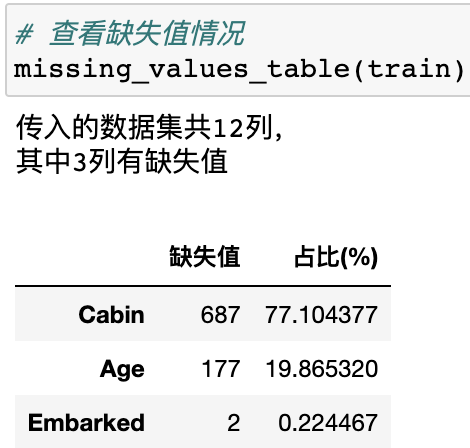 # 查看缺失值情况
missing_values_table(train)
传入的数据集共12列,
其中3列有缺失值
缺失值 占比(%)
Cabin 687 77.104377
Age 177 19.865320
Embarked 2 0.224467